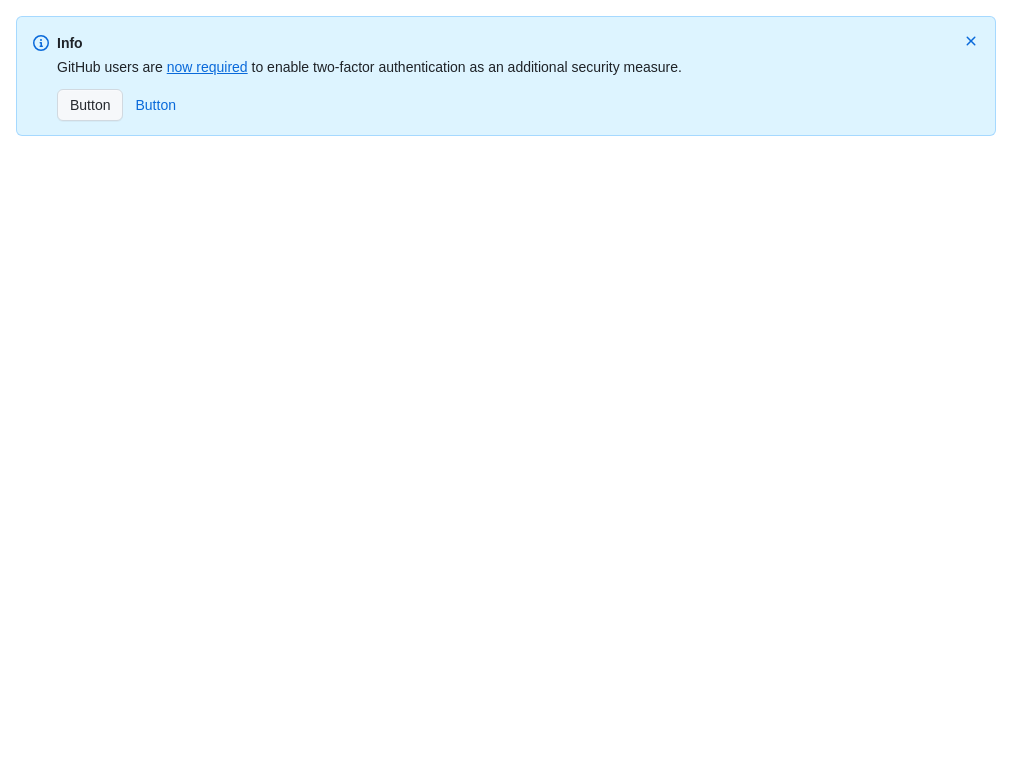 Info
GitHub users are now required to enable two-factor authentication as an additional security measure.
Button Button